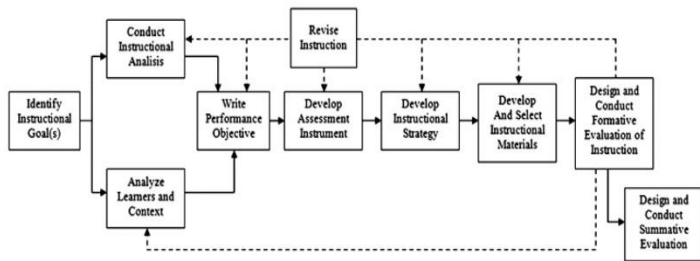 Conduct
Instructional
Analisis
Revise
Instruction
Identify
Instructional
Goal(s)
Write
Performance
Objective
Develop
Assessment
Instrument
Develop
Instructional
Strategy
Develop
And Select
Instructional
Materials
Design and
Conduct
Formative
Evaluation of
Instruction
Analyze
Learners and
Context
Design and
Conduct
Summative
Evaluation